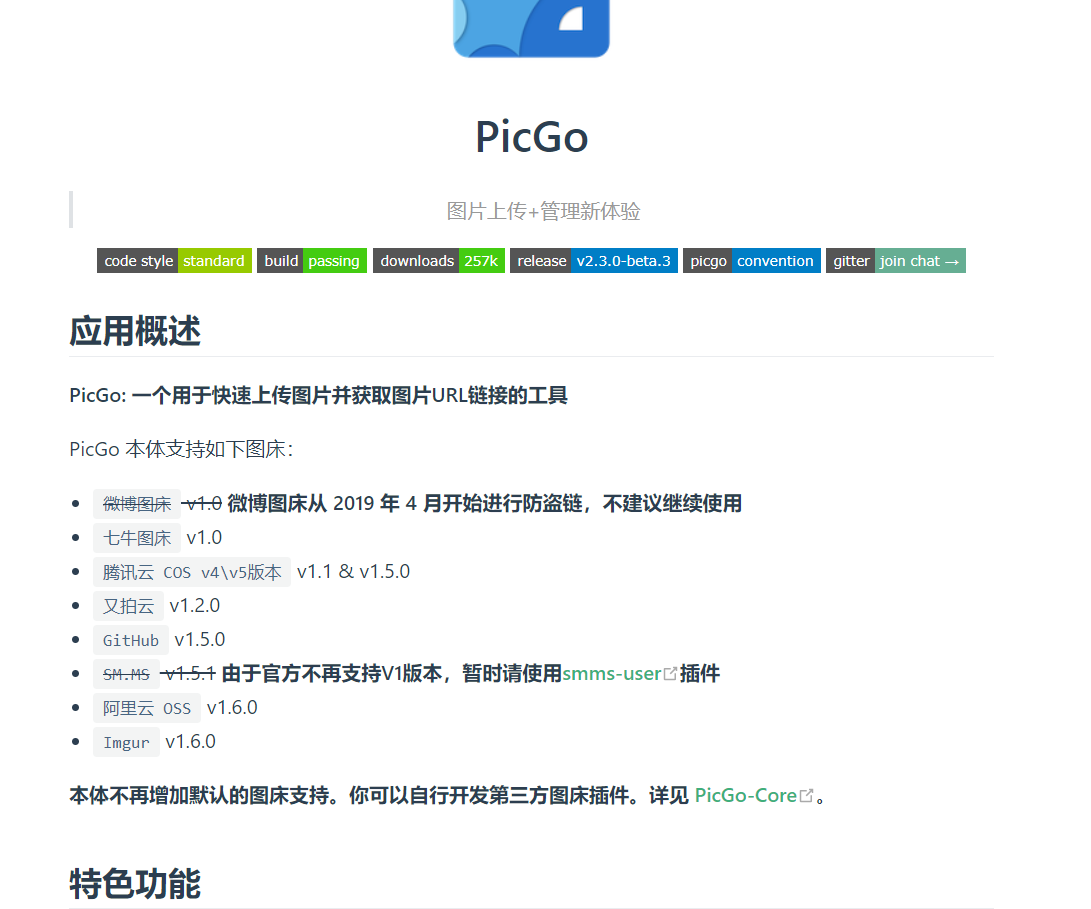 PicGo
图片上传+管理新体验
code style standard build passing downloads 257k release v2.3.0-beta.3 picgo convention gitter join chat →
应用概述
PicGo: 一个用于快速上传图片并获取图片URL链接的工具
PicGo 本体支持如下图床：
微博图床 v1.0 微博图床从 2019 年 4 月开始进行防盗链，不建议继续使用
七牛图床 v1.0
腾讯云 COS v4\v5版本 v1.1 & v1.5.0
又拍云 v1.2.0
GitHub v1.5.0
SM.MS v1.5.1 由于官方不再支持V1版本，暂时请使用smms-user插件
阿里云 OSS v1.6.0
Imgur v1.6.0
本体不再增加默认的图床支持。你可以自行开发第三方图床插件。详见 PicGo-Core。
特色功能